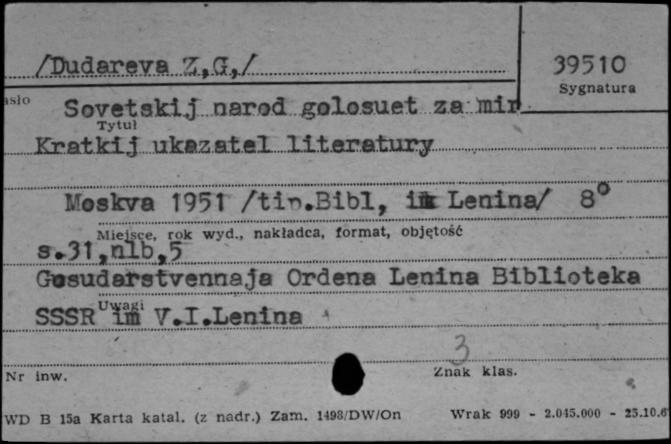 /Dudareva Z,G,/
39510
Sygnatura
asło
Sovetskij narod golosuet za mir
Tytuł
Kratkij ukazatel literatury
Moskva 1951 /tip.Bibl, im Lenina/ 8°
Miejsce, rok wyd., nakładca, format, objętość
s.31,nlb,5
Gosudarstvennaja Ordena Lenina Biblioteka
Uwagi
SSSR im V.I.Lenina
3
Nr inw.
Znak klas.
WD B 15a Karta katal. (z nadr.) Zam. 1498/DW/On Wrak 999 - 2.045.000 - 25.10.6